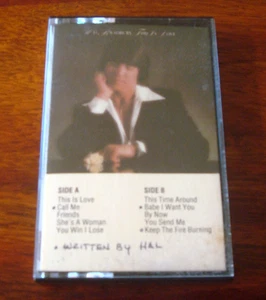 SIDE A
This is Love
• Call Me
Friends
She's A Woman
You Win I Lose
SIDE B
This Time Around
• Babe I Want You
By Now
You Send Me
• Keep The Fire Burning
• WRITTEN BY HAL